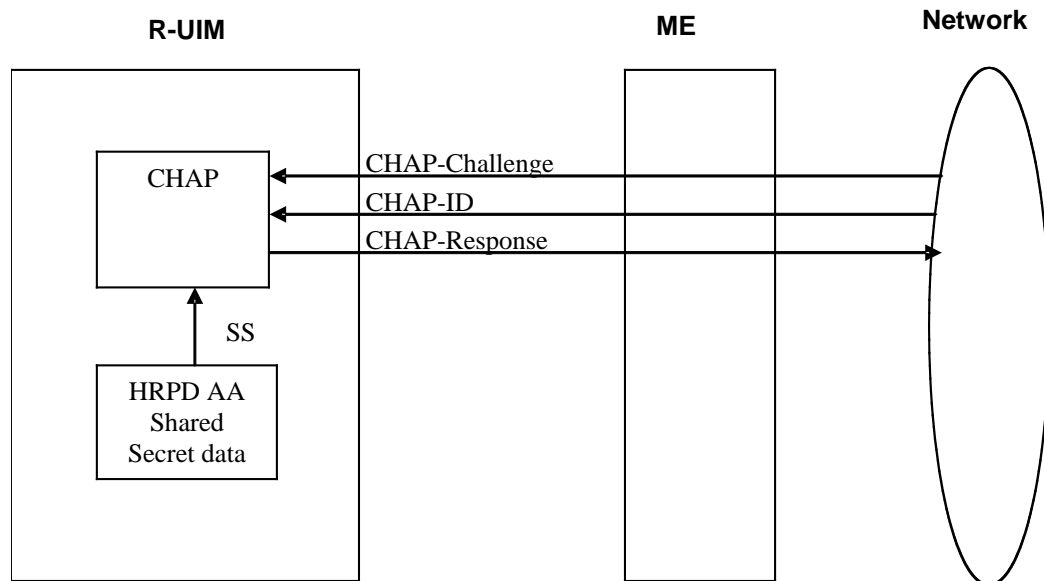 R-UIM
ME
Network
CHAP
CHAP-Challenge
CHAP-ID
CHAP-Response
SS
HRPD AA
Shared
Secret data